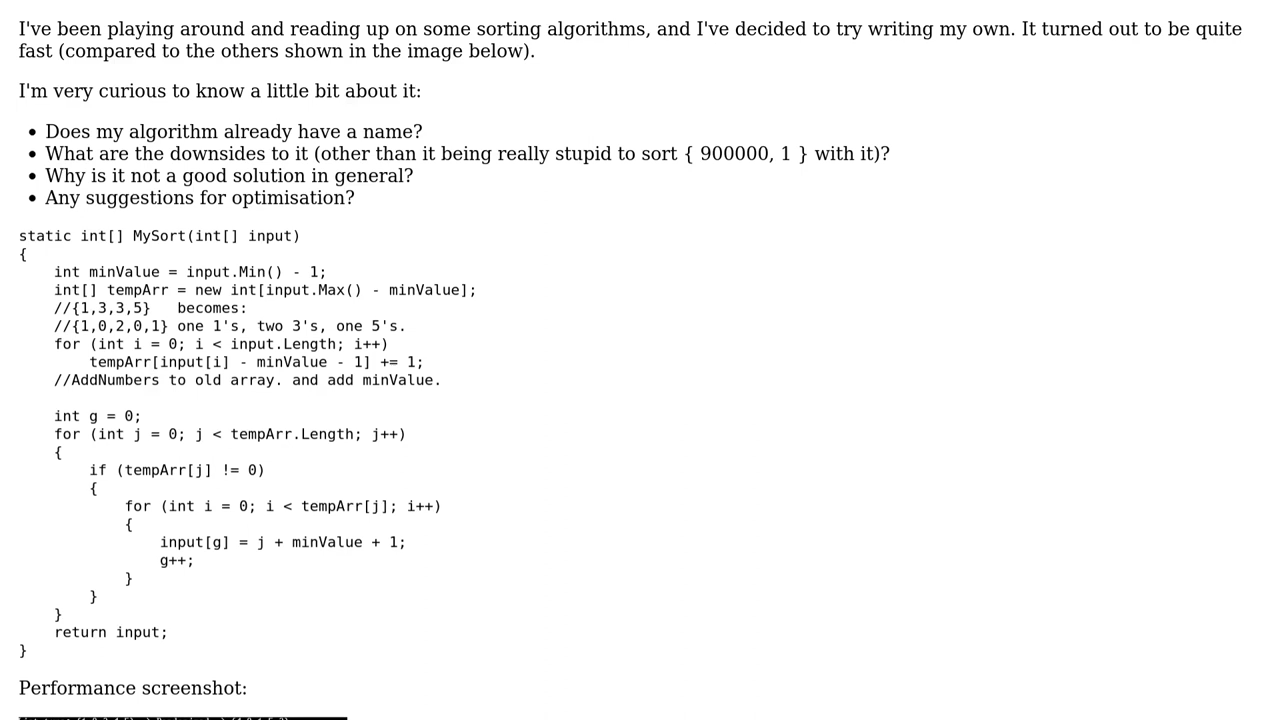 I've been playing around and reading up on some sorting algorithms, and I've decided to try writing my own. It turned out to be quite
fast (compared to the others shown in the image below).
I'm very curious to know a little bit about it:
• Does my algorithm already have a name?
• What are the downsides to it (other than it being really stupid to sort { 900000, 1 } with it)?
• Why is it not a good solution in general?
• Any suggestions for optimisation?
static int[] MySort(int[] input)
{
    int minValue = input.Min() - 1;
    int[] tempArr = new int[input.Max() - minValue];
    //{1,3,3,5}   becomes:
    //{1,0,2,0,1} one 1's, two 3's, one 5's.
    for (int i = 0; i < input.Length; i++)
        tempArr[input[i] - minValue - 1] += 1;
    //AddNumbers to old array. and add minValue.
    int g = 0;
    for (int j = 0; j < tempArr.Length; j++)
    {
        if (tempArr[j] != 0)
        {
            for (int i = 0; i < tempArr[j]; i++)
            {
                input[g] = j + minValue + 1;
                g++;
            }
        }
    }
    return input;
}
Performance screenshot: